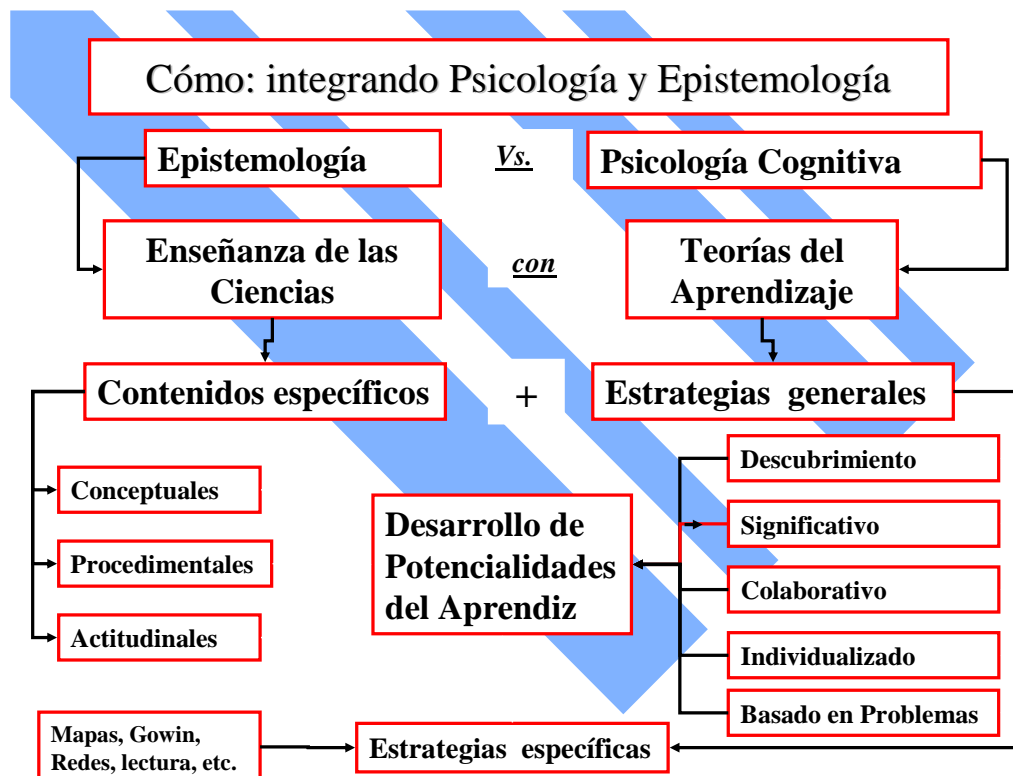 Cómo: integrando Psicología y Epistemología
Epistemología
Vs.
Psicología Cognitiva
Enseñanza de las
Ciencias
con
Teorías del
Aprendizaje
Contenidos específicos
+
Estrategias generales
Conceptuales
Procedimentales
Actitudinales
Desarrollo de
Potencialidades
del Aprendiz
Descubrimiento
Significativo
Colaborativo
Individualizado
Basado en Problemas
Mapas, Gowin,
Redes, lectura, etc.
Estrategias específicas